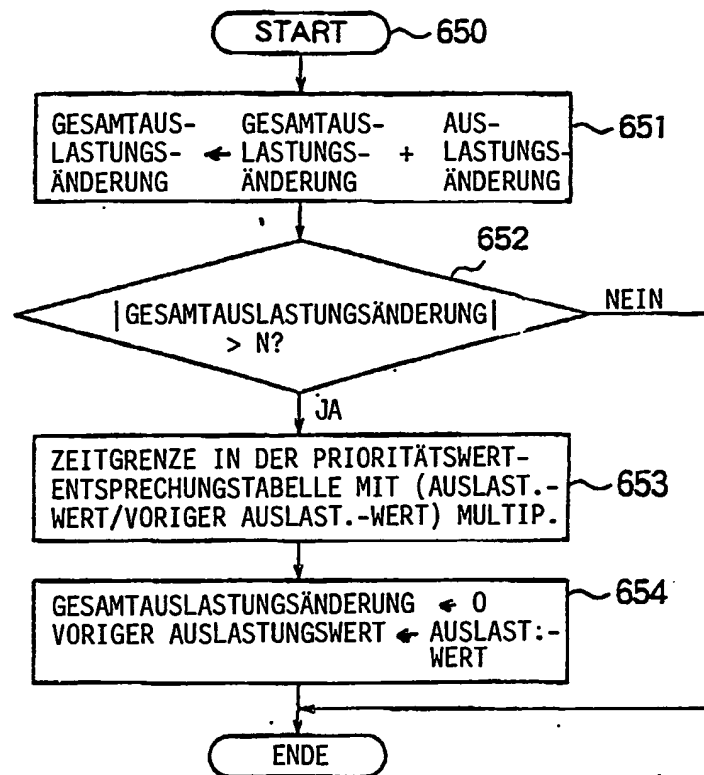 START 650
GESAMTAUS- GESAMTAUS- AUS-
LASTUNGS- ← LASTUNGS- + LASTUNGS-
ÄNDERUNG ÄNDERUNG ÄNDERUNG
651
652
|GESAMTAUSLASTUNGSÄNDERUNG|
> N?
NEIN
JA
ZEITGRENZE IN DER PRIORITÄTSWERT-
ENTSPRECHUNGSTABELLE MIT (AUSLAST.-
WERT/VORIGER AUSLAST.-WERT) MULTIP.
653
GESAMTAUSLASTUNGSÄNDERUNG ← 0
VORIGER AUSLASTUNGSWERT ← AUSLAST:-
WERT
654
ENDE